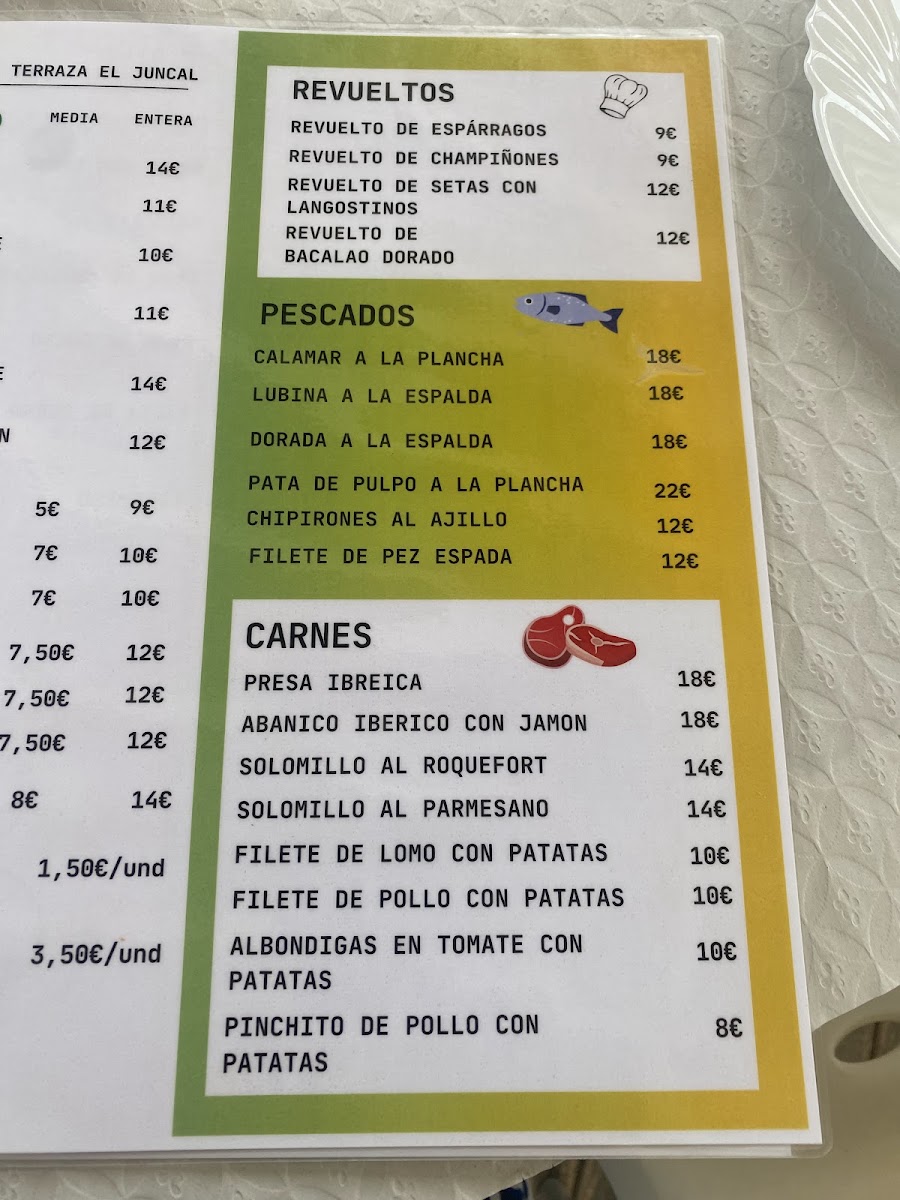 TERRAZA EL JUNCAL
MEDIA ENTERA
14€
11€
10€
11€
14€
12€
5€ 9€
7€ 10€
7€ 10€
7,50€ 12€
7,50€ 12€
7,50€ 12€
8€ 14€
1,50€/und
3,50€/und
REVUELTOS
REVUELTO DE ESPÁRRAGOS 9€
REVUELTO DE CHAMPIÑONES 9€
REVUELTO DE SETAS CON 12€
LANGOSTINOS
REVUELTO DE 12€
BACALAO DORADO
PESCADOS
CALAMAR A LA PLANCHA 18€
LUBINA A LA ESPALDA 18€
DORADA A LA ESPALDA 18€
PATA DE PULPO A LA PLANCHA 22€
CHIPIRONES AL AJILLO 12€
FILETE DE PEZ ESPADA 12€
CARNES
PRESA IBREICA 18€
ABANICO IBERICO CON JAMON 18€
SOLOMILLO AL ROQUEFORT 14€
SOLOMILLO AL PARMESANO 14€
FILETE DE LOMO CON PATATAS 10€
FILETE DE POLLO CON PATATAS 10€
ALBONDIGAS EN TOMATE CON 10€
PATATAS
PINCHITO DE POLLO CON 8€
PATATAS